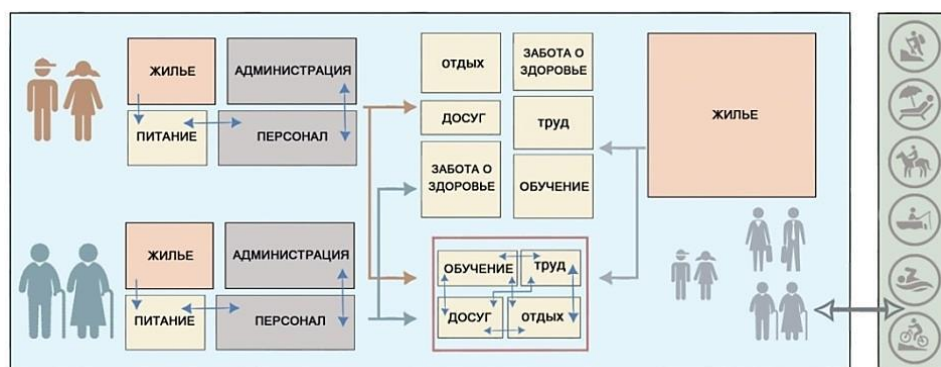 ЖИЛЬЕ
АДМИНИСТРАЦИЯ
ПИТАНИЕ
ПЕРСОНАЛ
ОТДЫХ
ЗАБОТА О
ЗДОРОВЬЕ
ДОСУГ
ТРУД
ЗАБОТА О
ЗДОРОВЬЕ
ОБУЧЕНИЕ
ЖИЛЬЕ
ЖИЛЬЕ
АДМИНИСТРАЦИЯ
ПИТАНИЕ
ПЕРСОНАЛ
ОБУЧЕНИЕ
ТРУД
ДОСУГ
ОТДЫХ